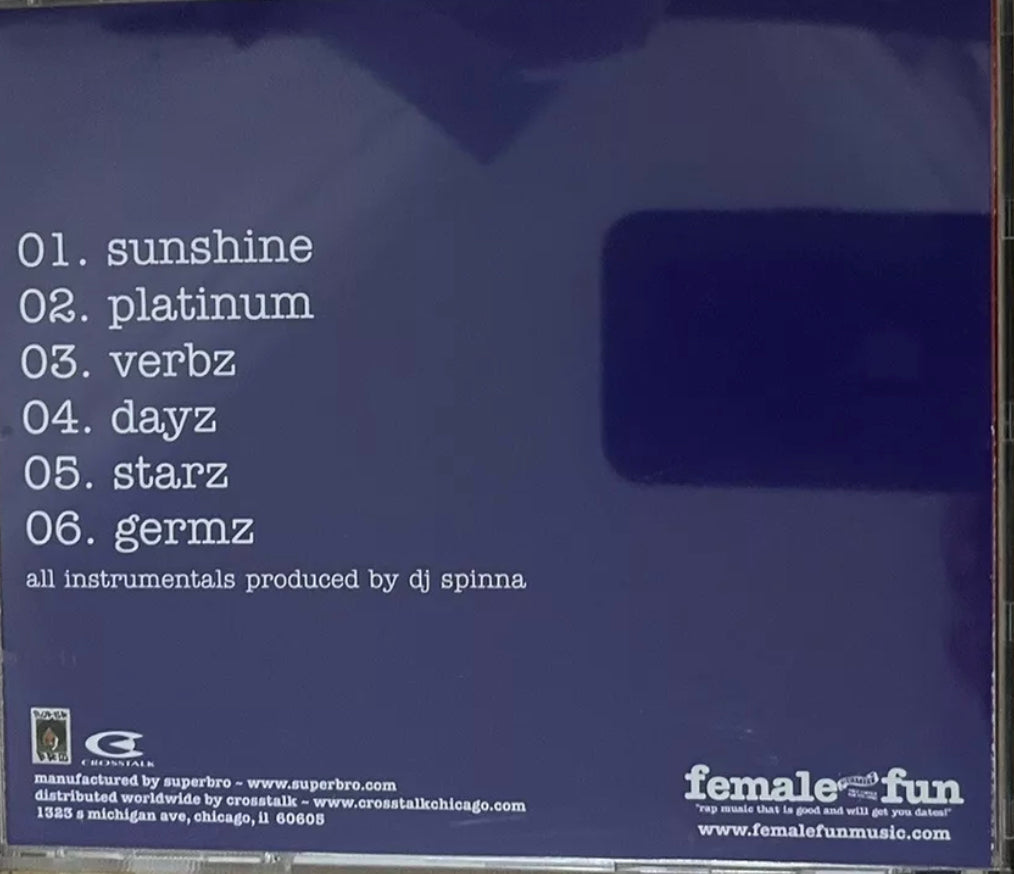 01. sunshine
02. platinum
03. verbz
04. dayz
05. starz
06. germz
all instrumentals produced by dj spinna
CROSSTALK
manufactured by superbro ~ www.superbro.com
distributed worldwide by crosstalk ~ www.crosstalkchicago.com
1323 s michigan ave, chicago, il 60605
female fun
"rap music that is good and will get you dates!"
www.femalefunmusic.com